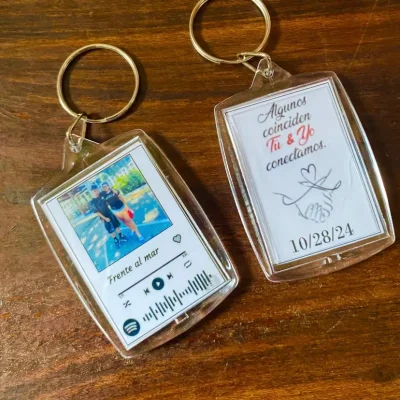 Frente al mar
Algunos
coinciden
Tú & Yo
conectamos.
10/28/24